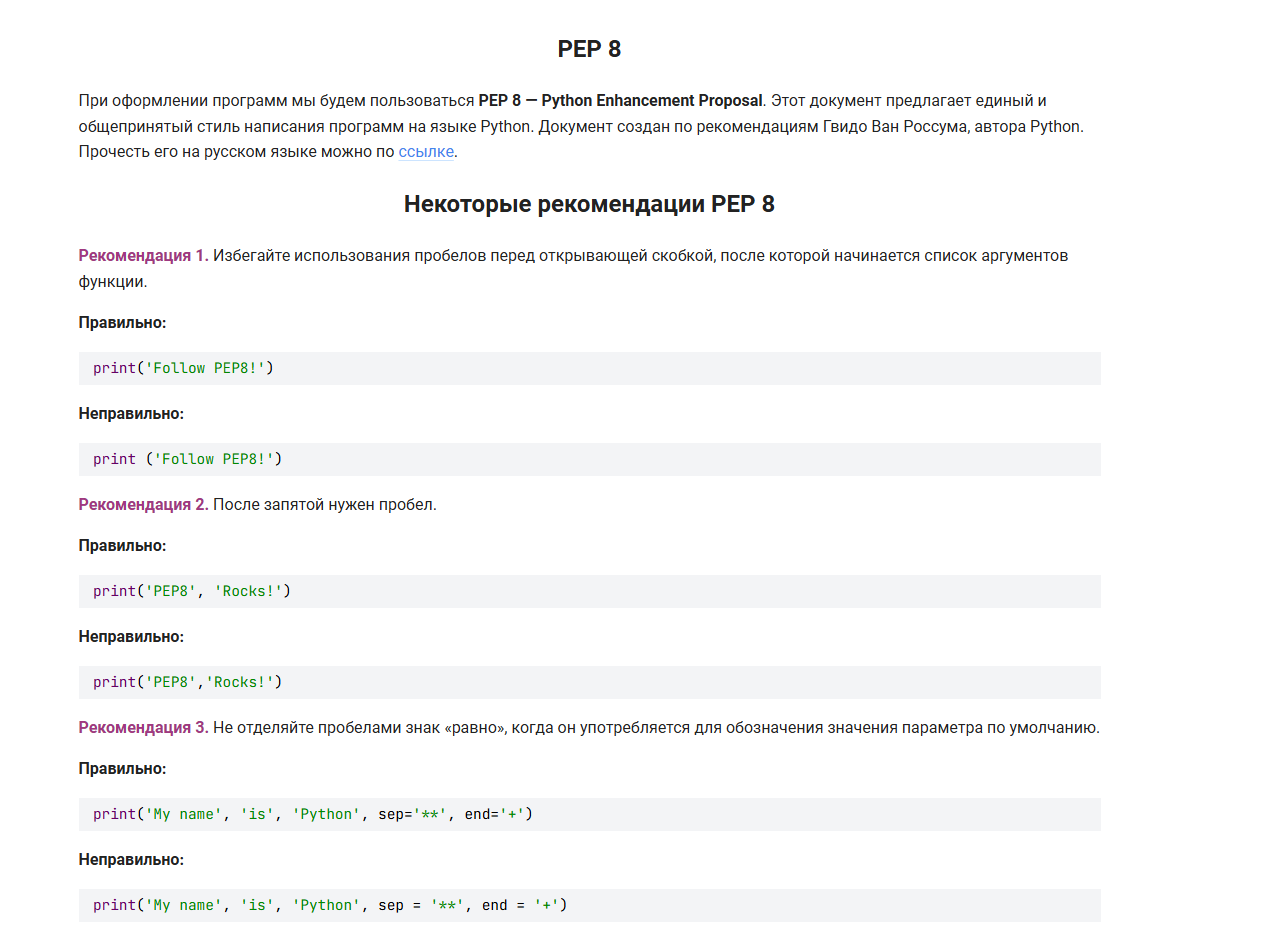 PEP 8
При оформлении программ мы будем пользоваться PEP 8 — Python Enhancement Proposal. Этот документ предлагает единый и
общепринятый стиль написания программ на языке Python. Документ создан по рекомендациям Гвидо Ван Россума, автора Python.
Прочесть его на русском языке можно по ссылке.
Некоторые рекомендации PEP 8
Рекомендация 1. Избегайте использования пробелов перед открывающей скобкой, после которой начинается список аргументов
функции.
Правильно:
print('Follow PEP8!')
Неправильно:
print ('Follow PEP8!')
Рекомендация 2. После запятой нужен пробел.
Правильно:
print('PEP8', 'Rocks!')
Неправильно:
print('PEP8','Rocks!')
Рекомендация 3. Не отделяйте пробелами знак «равно», когда он употребляется для обозначения значения параметра по умолчанию.
Правильно:
print('My name', 'is', 'Python', sep='**', end='+')
Неправильно:
print('My name', 'is', 'Python', sep = '**', end = '+')